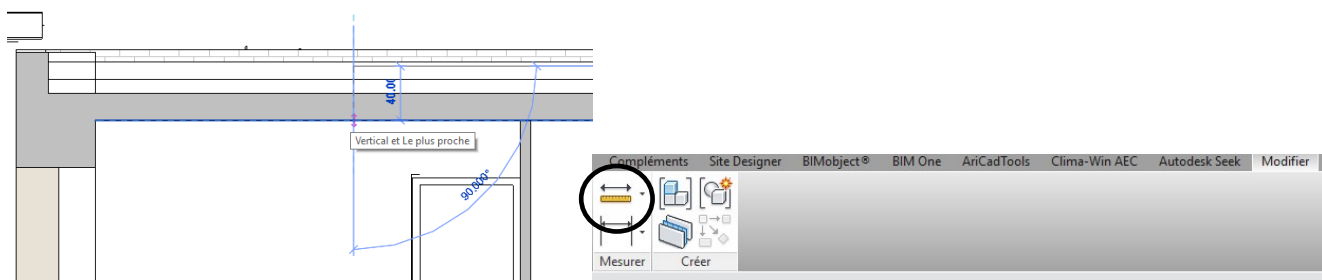 40.00
Vertical et Le plus proche
90.000°
Compléments Site Designer BIMobject® BIM One AriCadTools Clima-Win AEC Autodesk Seek Modifier
Mesurer Créer